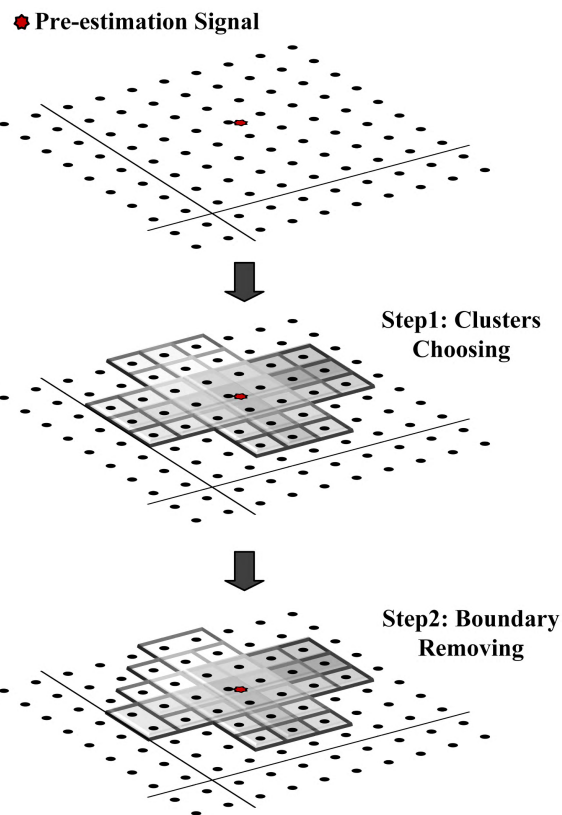 Pre-estimation Signal
Step1: Clusters
Choosing
Step2: Boundary
Removing